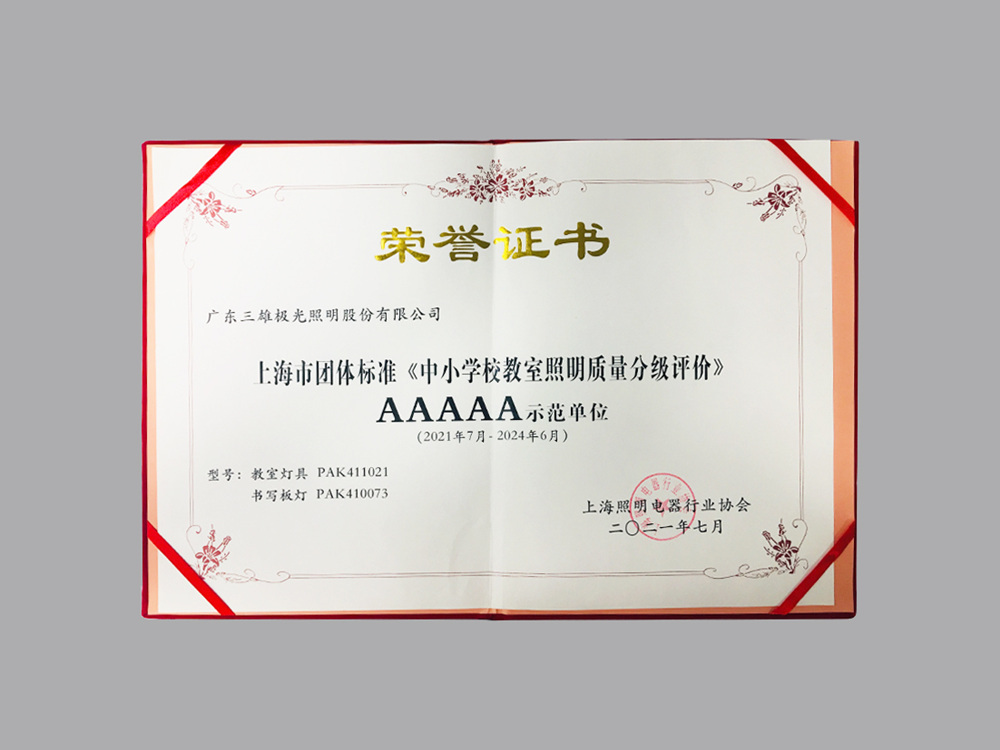 荣誉证书
广东三雄极光照明股份有限公司
上海市团体标准《中小学校教室照明质量分级评价》
AAAAA示范单位
（2021年7月- 2024年6月）
型号：教室灯具 PAK411021
书写板灯 PAK410073
上海照明电器行业协会
二〇二一年七月